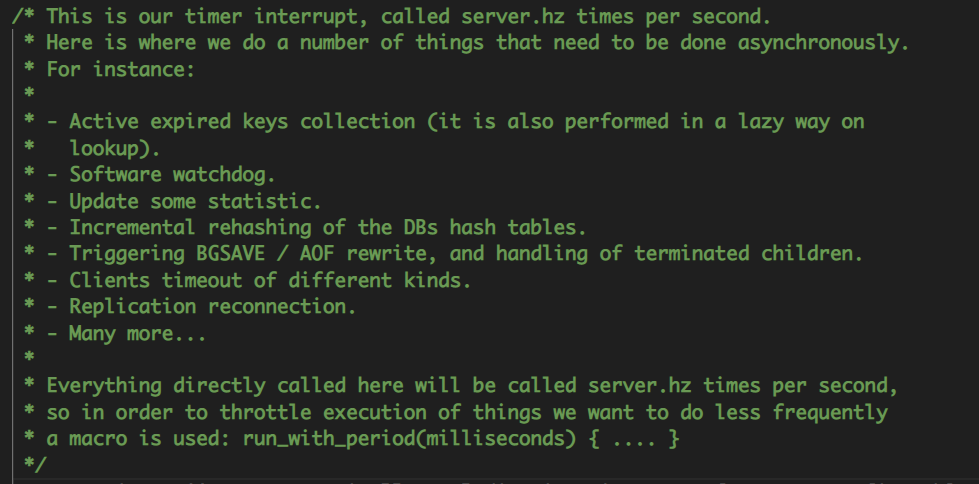 /* This is our timer interrupt, called server.hz times per second.
 * Here is where we do a number of things that need to be done asynchronously.
 * For instance:
 *
 * - Active expired keys collection (it is also performed in a lazy way on
 *   lookup).
 * - Software watchdog.
 * - Update some statistic.
 * - Incremental rehashing of the DBs hash tables.
 * - Triggering BGSAVE / AOF rewrite, and handling of terminated children.
 * - Clients timeout of different kinds.
 * - Replication reconnection.
 * - Many more...
 *
 * Everything directly called here will be called server.hz times per second,
 * so in order to throttle execution of things we want to do less frequently
 * a macro is used: run_with_period(milliseconds) { .... }
 */